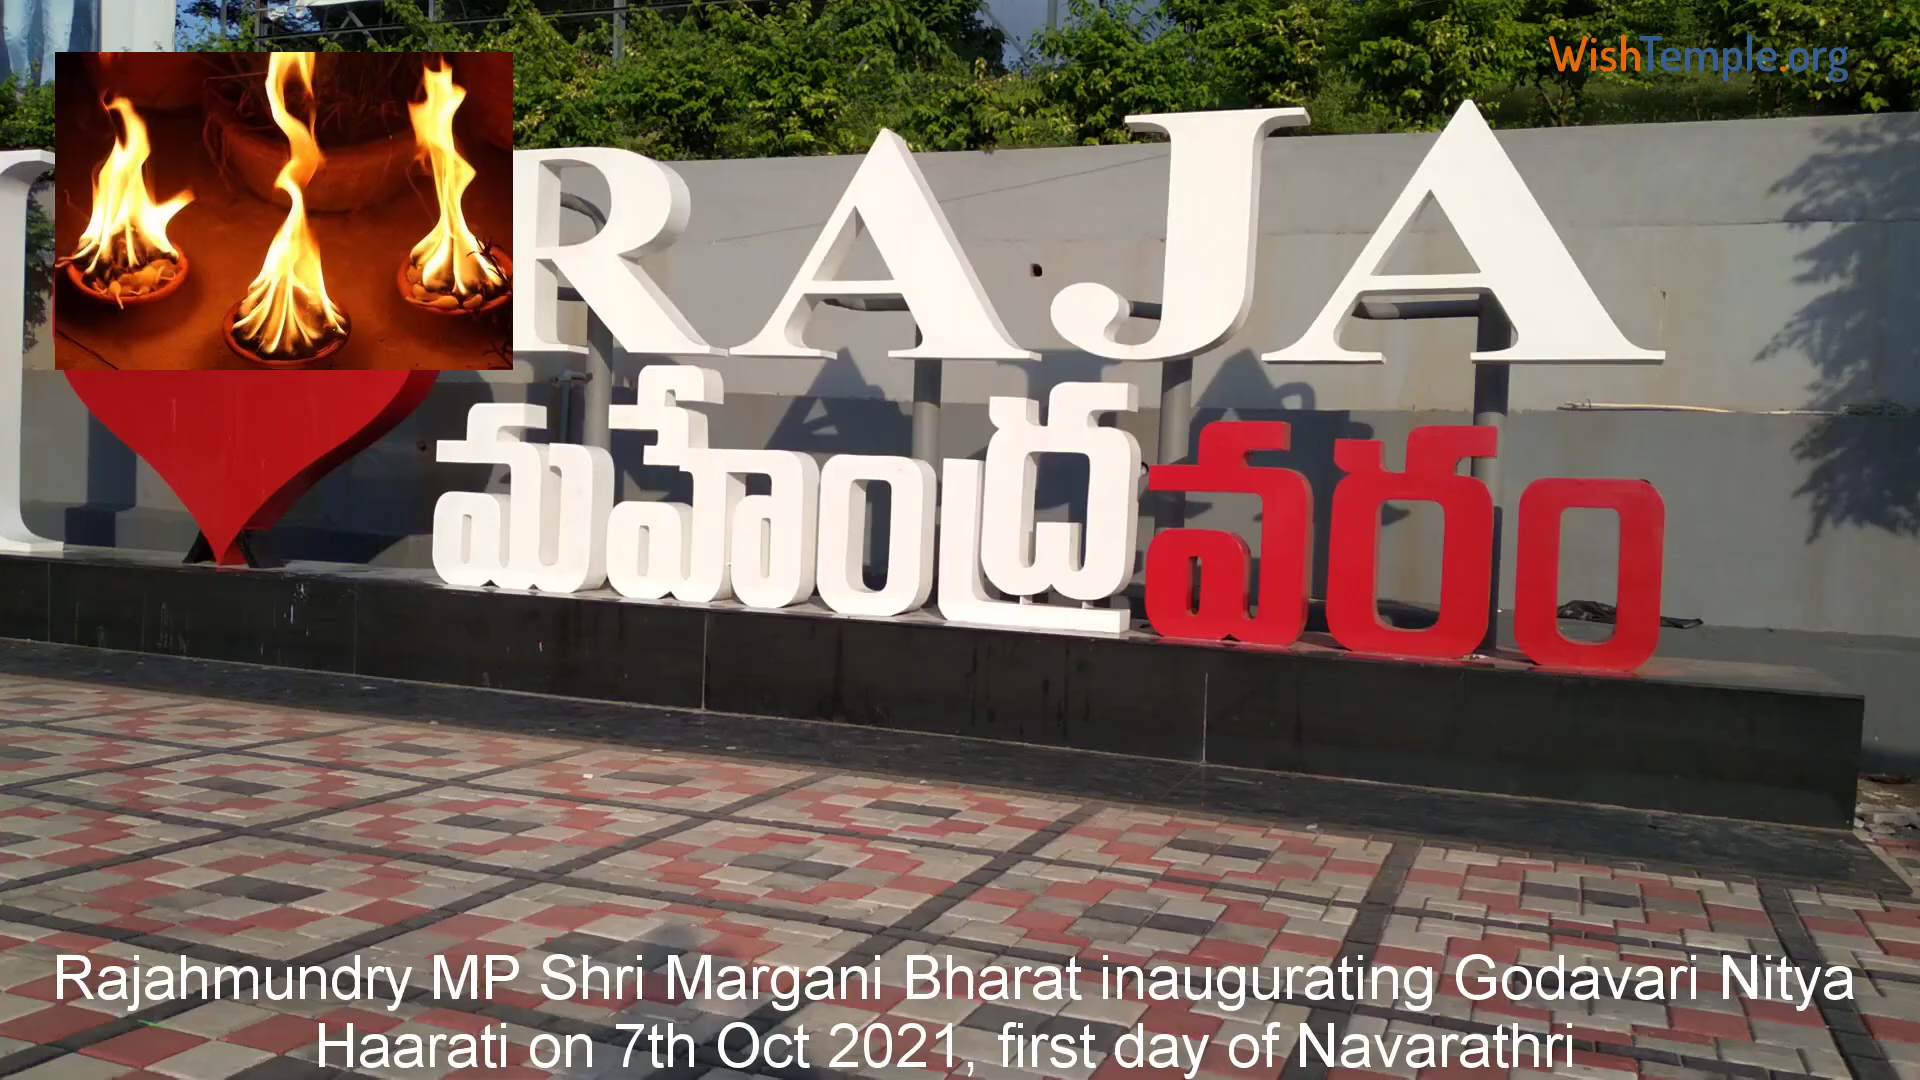 WishTemple.org
I RAJA
మహేంద్రవరం
Rajahmundry MP Shri Margani Bharat inaugurating Godavari Nitya
Haarati on 7th Oct 2021, first day of Navarathri